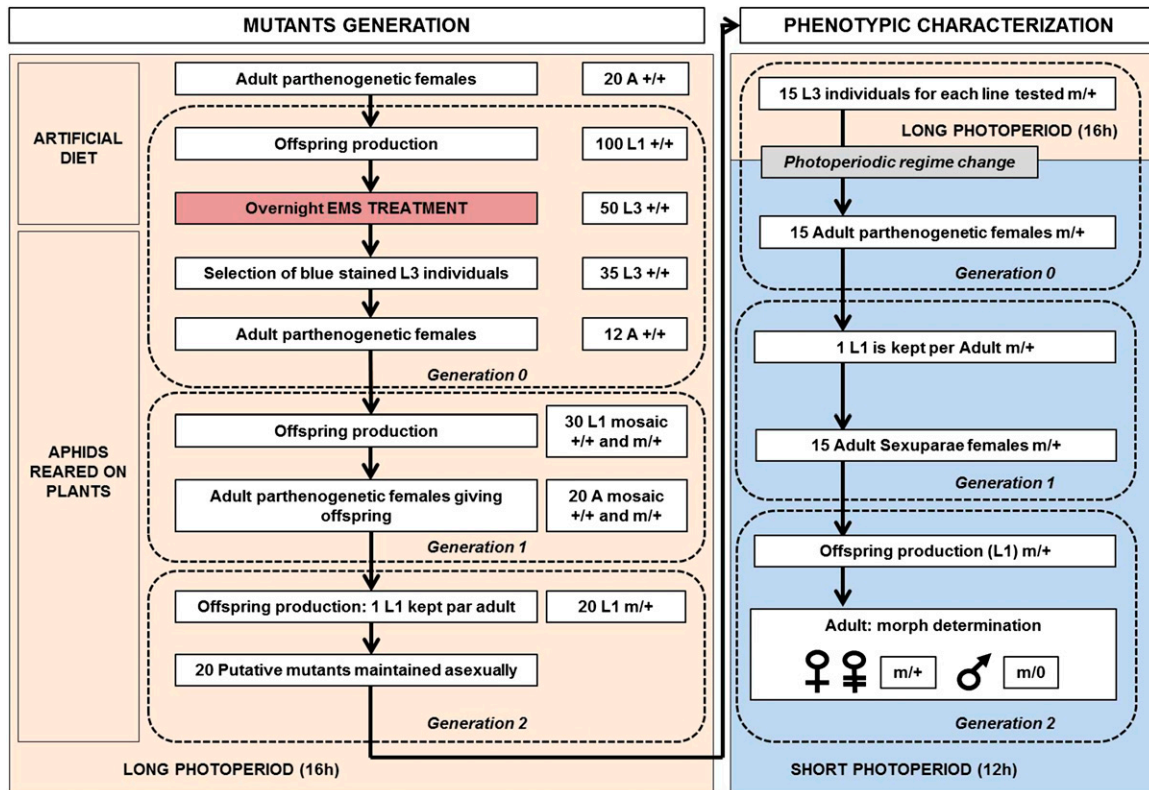 MUTANTS GENERATION
ARTIFICIAL
DIET
APHIDS
REARED ON
PLANTS
Adult parthenogenetic females
20 A +/+
Offspring production
100 L1 +/+
Overnight EMS TREATMENT
50 L3 +/+
Selection of blue stained L3 individuals
35 L3 +/+
Adult parthenogenetic females
12 A +/+
Generation 0
Offspring production
30 L1 mosaic
+/+ and m/+
Adult parthenogenetic females giving
offspring
20 A mosaic
+/+ and m/+
Generation 1
Offspring production: 1 L1 kept par adult
20 L1 m/+
20 Putative mutants maintained asexually
Generation 2
LONG PHOTOPERIOD (16h)
PHENOTYPIC CHARACTERIZATION
15 L3 individuals for each line tested m/+
LONG PHOTOPERIOD (16h)
Photoperiodic regime change
15 Adult parthenogenetic females m/+
Generation 0
1 L1 is kept per Adult m/+
15 Adult Sexuparae females m/+
Generation 1
Offspring production (L1) m/+
Adult: morph determination
m/+
m/0
Generation 2
SHORT PHOTOPERIOD (12h)